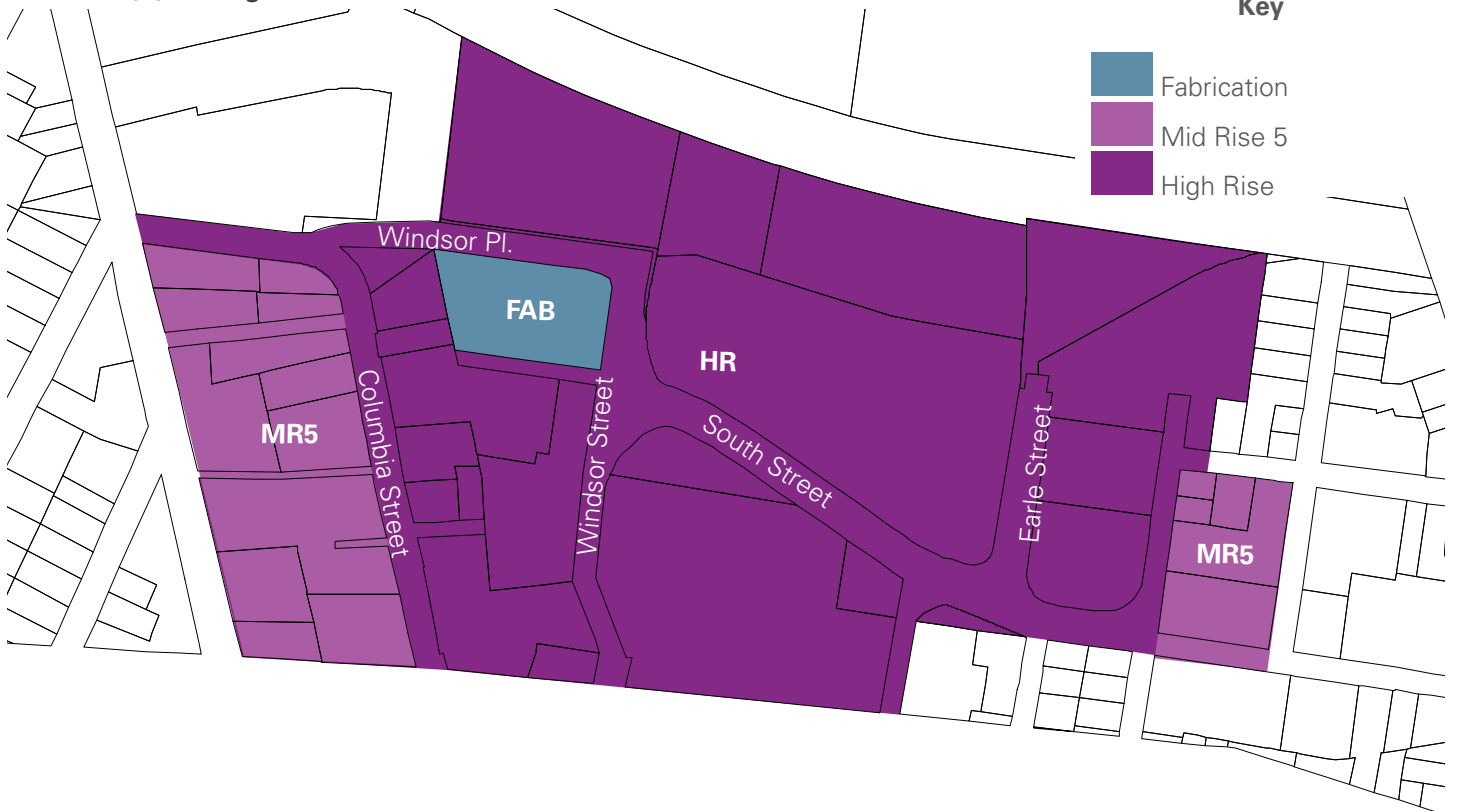 Key
Fabrication
Mid Rise 5
High Rise
Windsor Pl.
FAB
HR
MR5
Columbia Street
Windsor Street
South Street
Earle Street
MR5